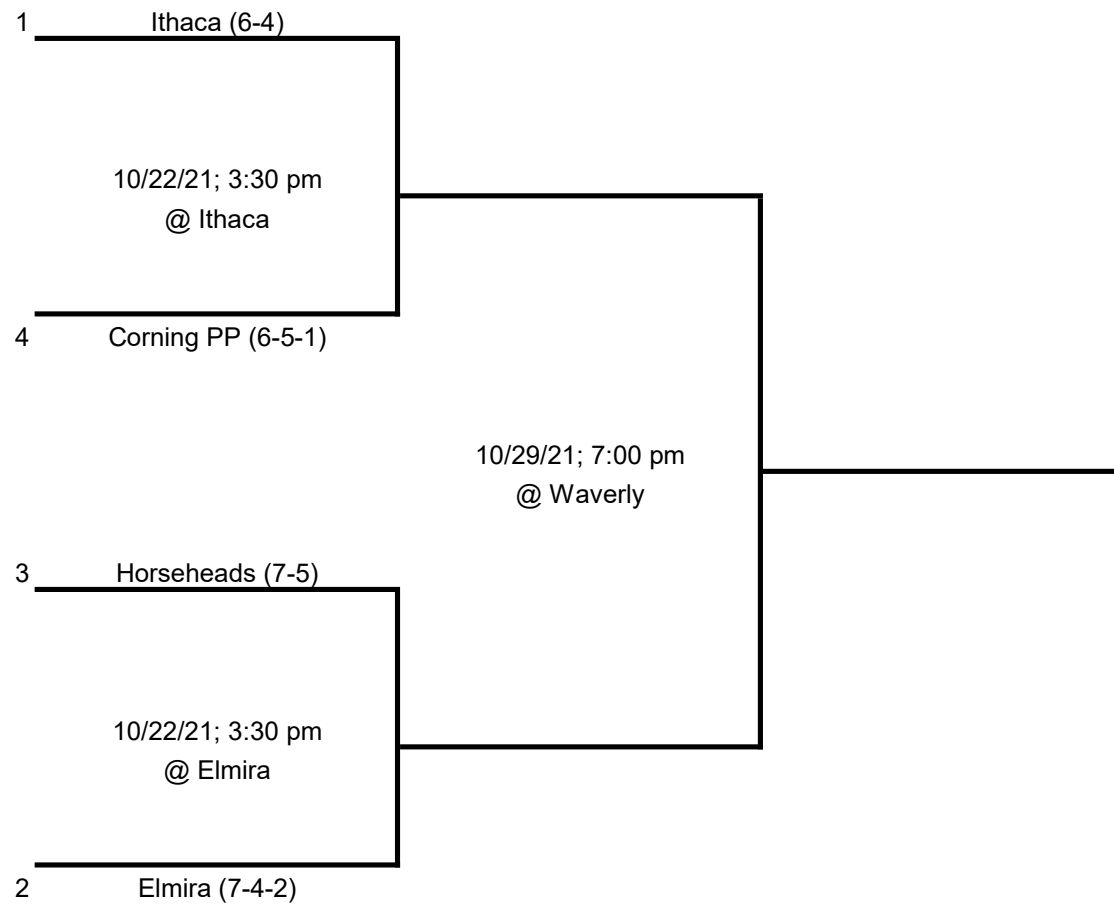 1 Ithaca (6-4)
10/22/21; 3:30 pm
@ Ithaca
4 Corning PP (6-5-1)
10/29/21; 7:00 pm
@ Waverly
3 Horseheads (7-5)
10/22/21; 3:30 pm
@ Elmira
2 Elmira (7-4-2)